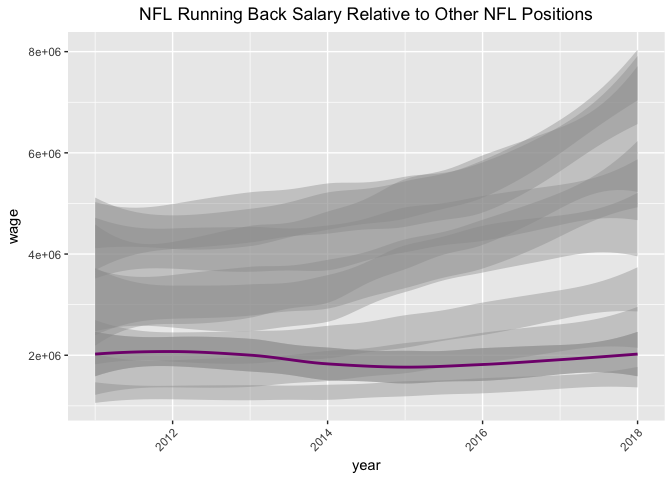 NFL Running Back Salary Relative to Other NFL Positions
8e+06
6e+06
4e+06
2e+06
wage
2012
2014
2016
2018
year